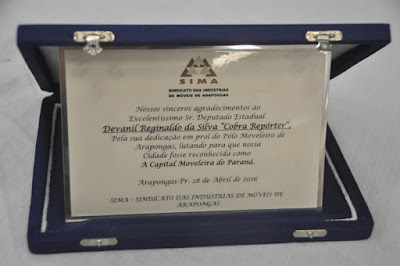 SIMA
SINDICATO DAS INDÚSTRIAS
DE MÓVEIS DE ARAPONGAS
Nossos sinceros agradecimentos ao
Excelentíssimo Sr. Deputado Estadual
Devanil Reginaldo da Silva "Cobra Repórter",
Pela sua dedicação em prol do Pólo Moveleiro de
Arapongas, lutando para que nossa
Cidade fosse reconhecida como
A Capital Moveleira do Paraná.
Arapongas-Pr. 28 de Abril de 2016
SIMA - SINDICATO DAS INDÚSTRIAS DE MÓVEIS DE
ARAPONGAS